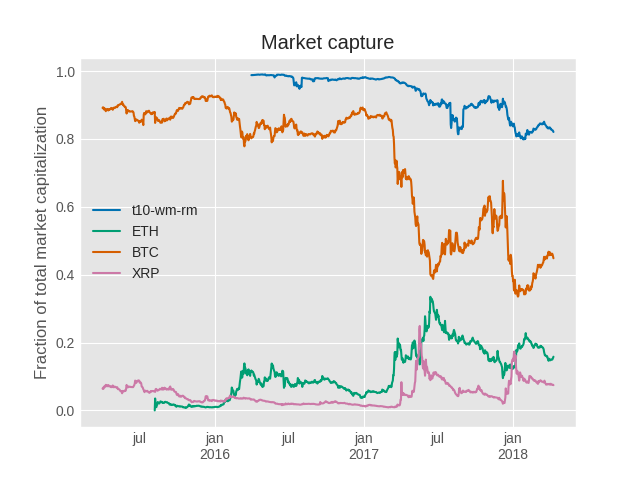 Market capture
Fraction of total market capitalization
1.0
0.8
0.6
0.4
0.2
0.0
t10-wm-rm
ETH
BTC
XRP
jul jan jul jan jul jan
2016 2017 2018